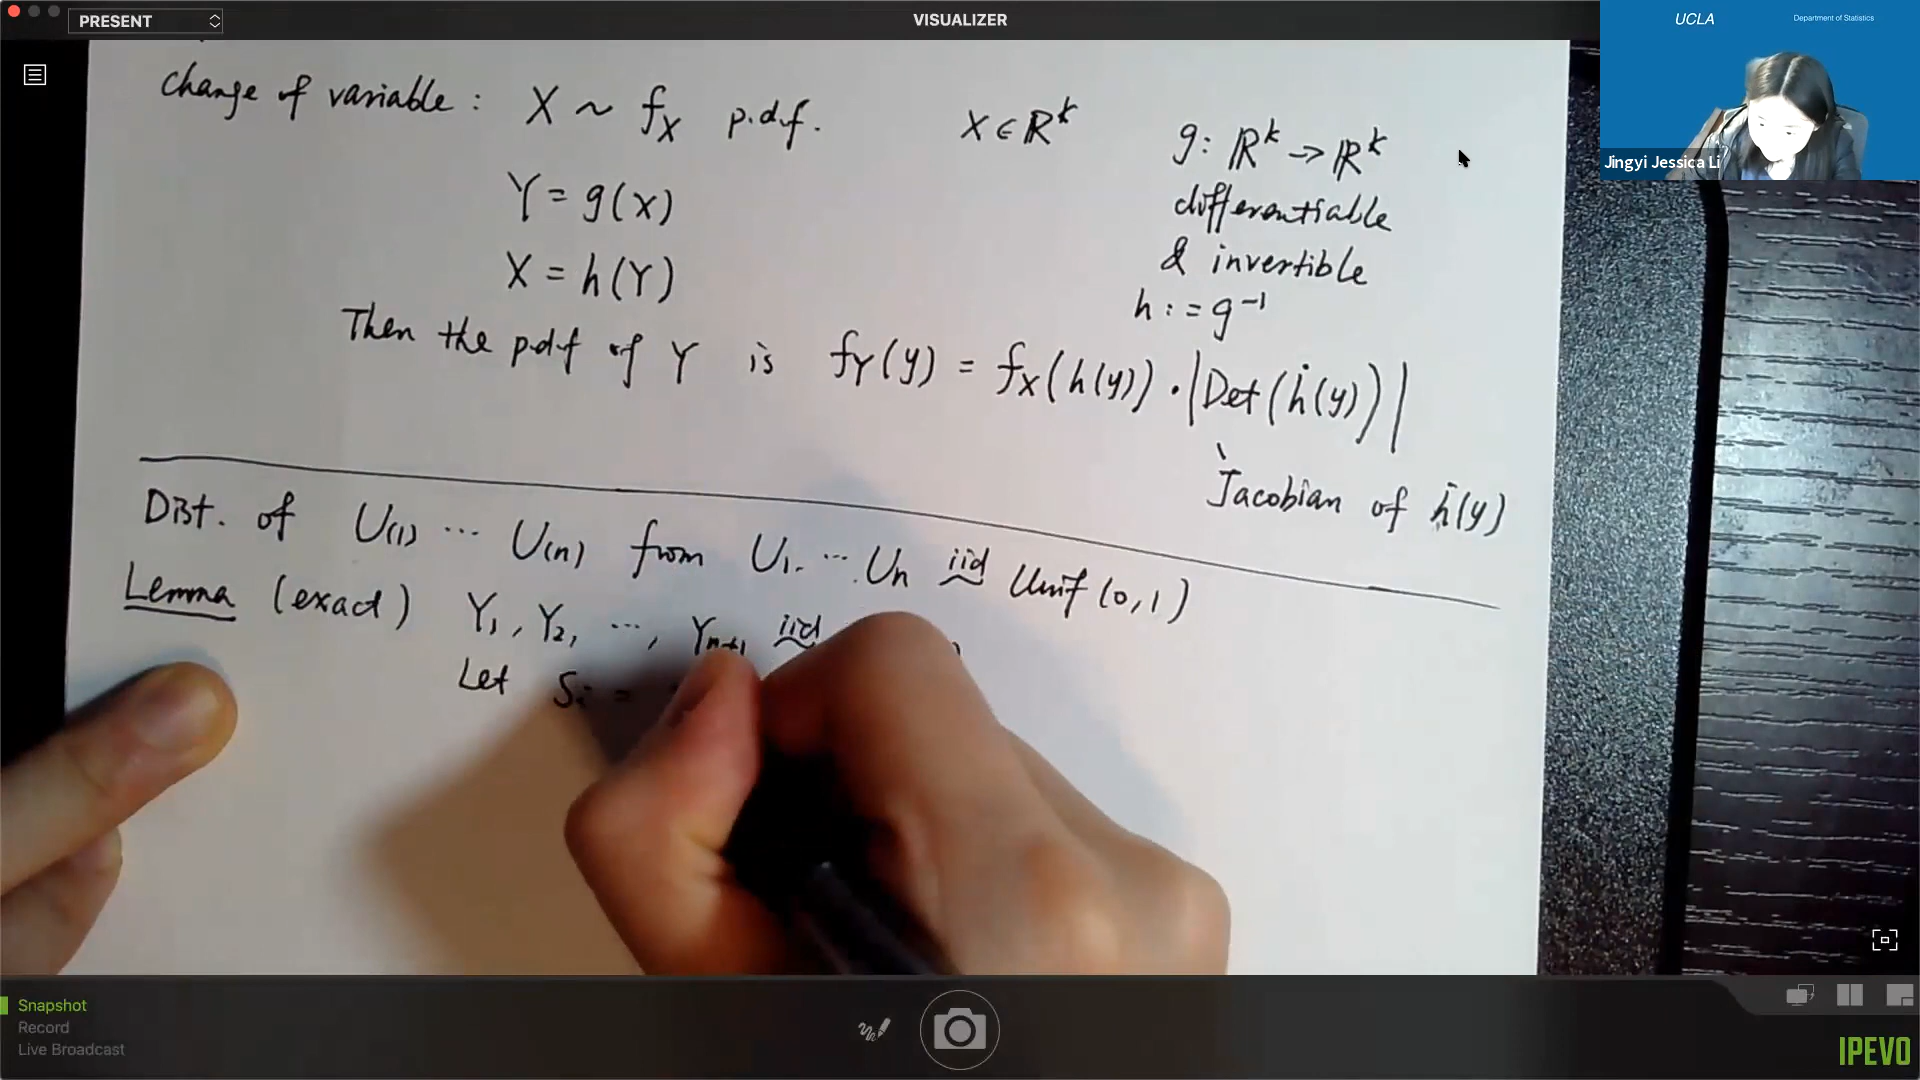 PRESENT
VISUALIZER
UCLA Department of Statistics
Jingyi Jessica Li
Change of variable : X ~ f_X p.d.f. X ∈ ℝ^k
g: ℝ^k → ℝ^k
Y = g(X)
differentiable
X = h(Y)
& invertible
h := g^-1
Then the pdf of Y is f_Y(y) = f_X(h(y)) · |Det(ḣ(y))|
Jacobian of ḣ(y)
Dist. of U(1) ... U(n) from U1, ... Un iid ~ Unif (0,1)
Lemma (exact) Y1, Y2, ..., Yn+1 iid ~
Let Si =
Snapshot
Record
Live Broadcast
IPEVO